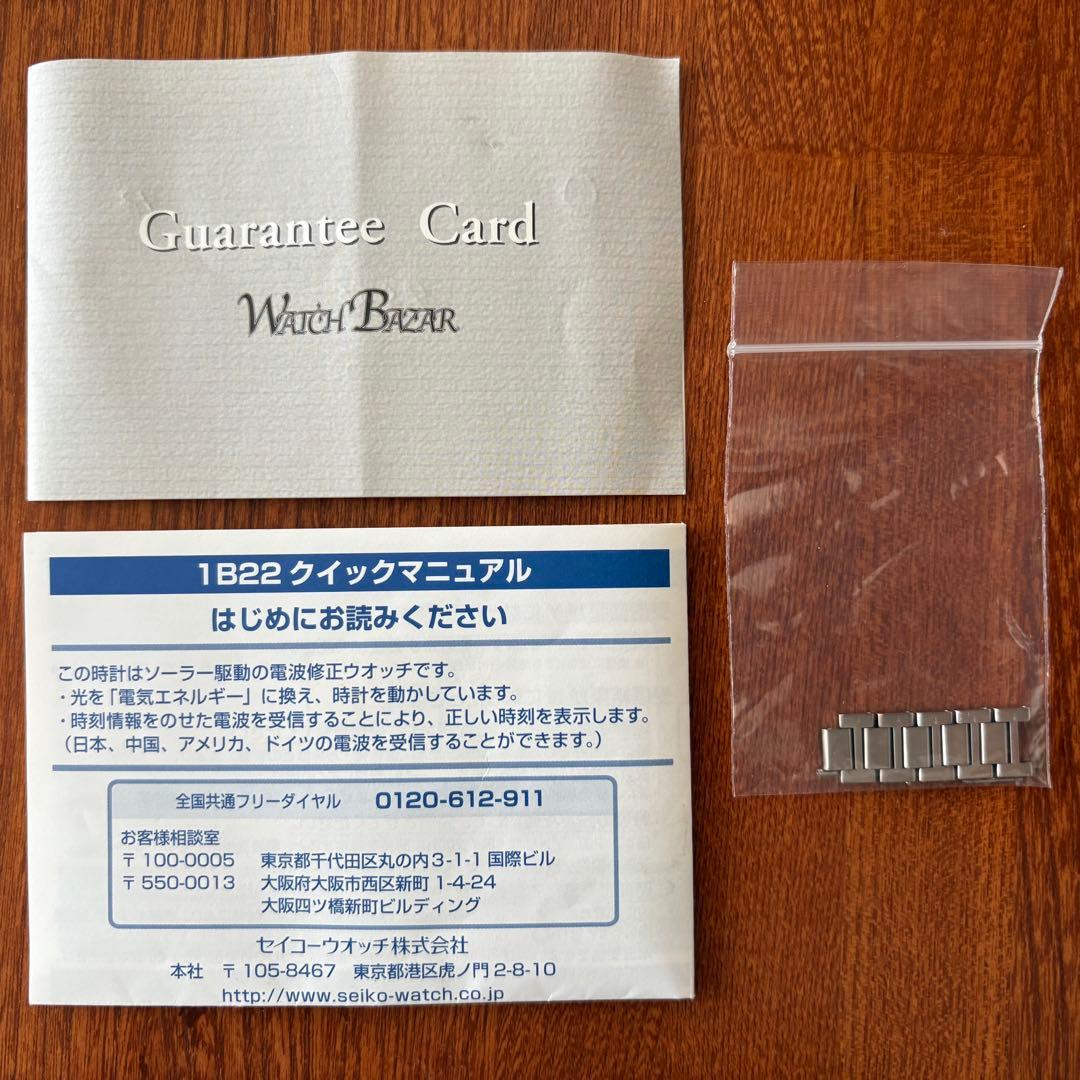 Guarantee Card
WATCH BAZAR
1B22 クイックマニュアル
はじめにお読みください
この時計はソーラー駆動の電波修正ウオッチです。
・光を「電気エネルギー」に換え、時計を動かしています。
・時刻情報をのせた電波を受信することにより、正しい時刻を表示します。
（日本、中国、アメリカ、ドイツの電波を受信することができます。）
全国共通フリーダイヤル 0120-612-911
お客様相談室
〒100-0005 東京都千代田区丸の内3-1-1 国際ビル
〒550-0013 大阪府大阪市西区新町 1-4-24
大阪四ツ橋新町ビルディング
セイコーウオッチ株式会社
本社 〒105-8467 東京都港区虎ノ門 2-8-10
http://www.seiko-watch.co.jp